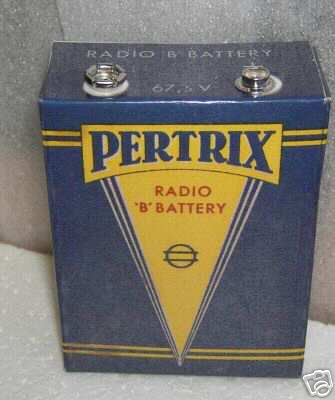 RADIO 'B' BATTERY
67,5 V
PERTRIX
RADIO
'B' BATTERY